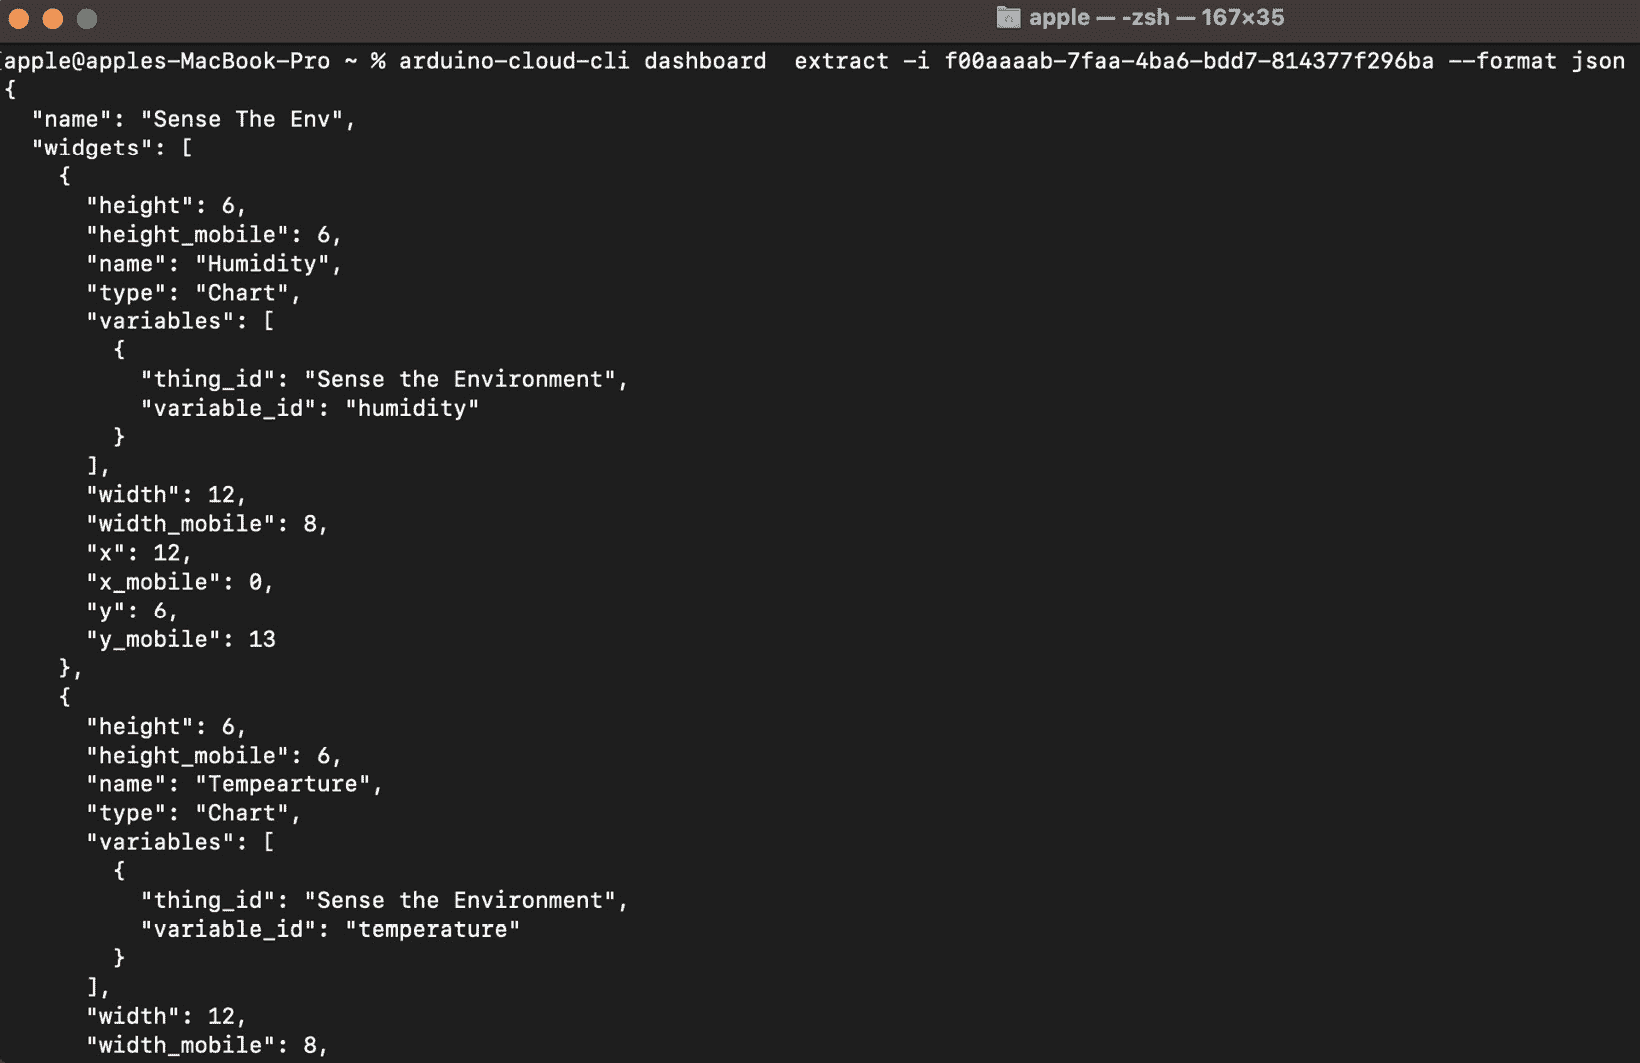 apple — -zsh — 167×35
[apple@apples-MacBook-Pro ~ % arduino-cloud-cli dashboard  extract -i f00aaaab-7faa-4ba6-bdd7-814377f296ba --format json
{
  "name": "Sense The Env",
  "widgets": [
    {
      "height": 6,
      "height_mobile": 6,
      "name": "Humidity",
      "type": "Chart",
      "variables": [
        {
          "thing_id": "Sense the Environment",
          "variable_id": "humidity"
        }
      ],
      "width": 12,
      "width_mobile": 8,
      "x": 12,
      "x_mobile": 0,
      "y": 6,
      "y_mobile": 13
    },
    {
      "height": 6,
      "height_mobile": 6,
      "name": "Tempearture",
      "type": "Chart",
      "variables": [
        {
          "thing_id": "Sense the Environment",
          "variable_id": "temperature"
        }
      ],
      "width": 12,
      "width_mobile": 8,